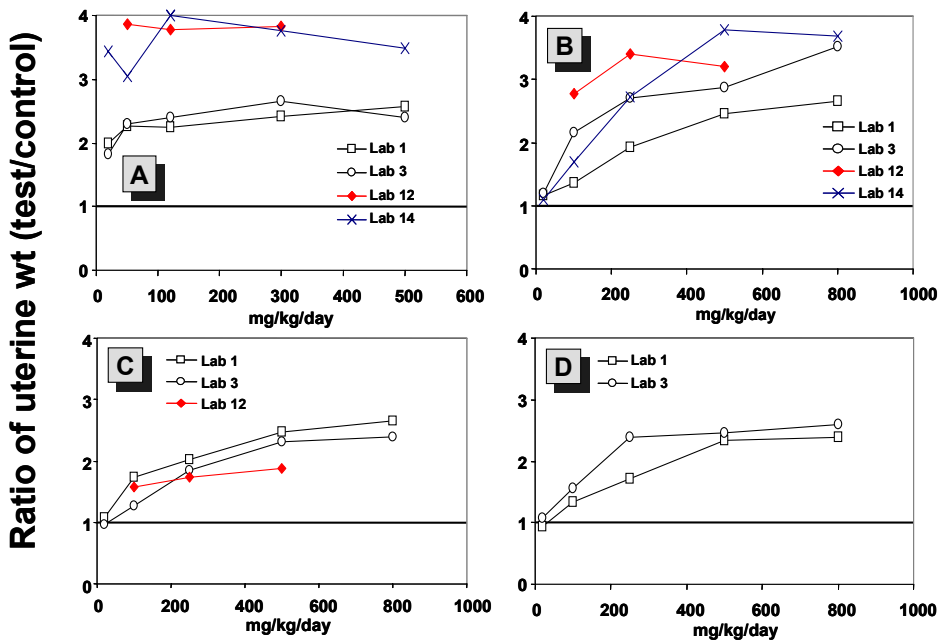 Ratio of uterine wt (test/control)
4
3
2
1
0
A
Lab 1
Lab 3
Lab 12
Lab 14
0 100 200 300 400 500 600
mg/kg/day
4
3
2
1
0
B
Lab 1
Lab 3
Lab 12
Lab 14
0 200 400 600 800 1000
mg/kg/day
4
3
2
1
0
C
Lab 1
Lab 3
Lab 12
0 200 400 600 800 1000
mg/kg/day
4
3
2
1
0
D
Lab 1
Lab 3
0 200 400 600 800 1000
mg/kg/day